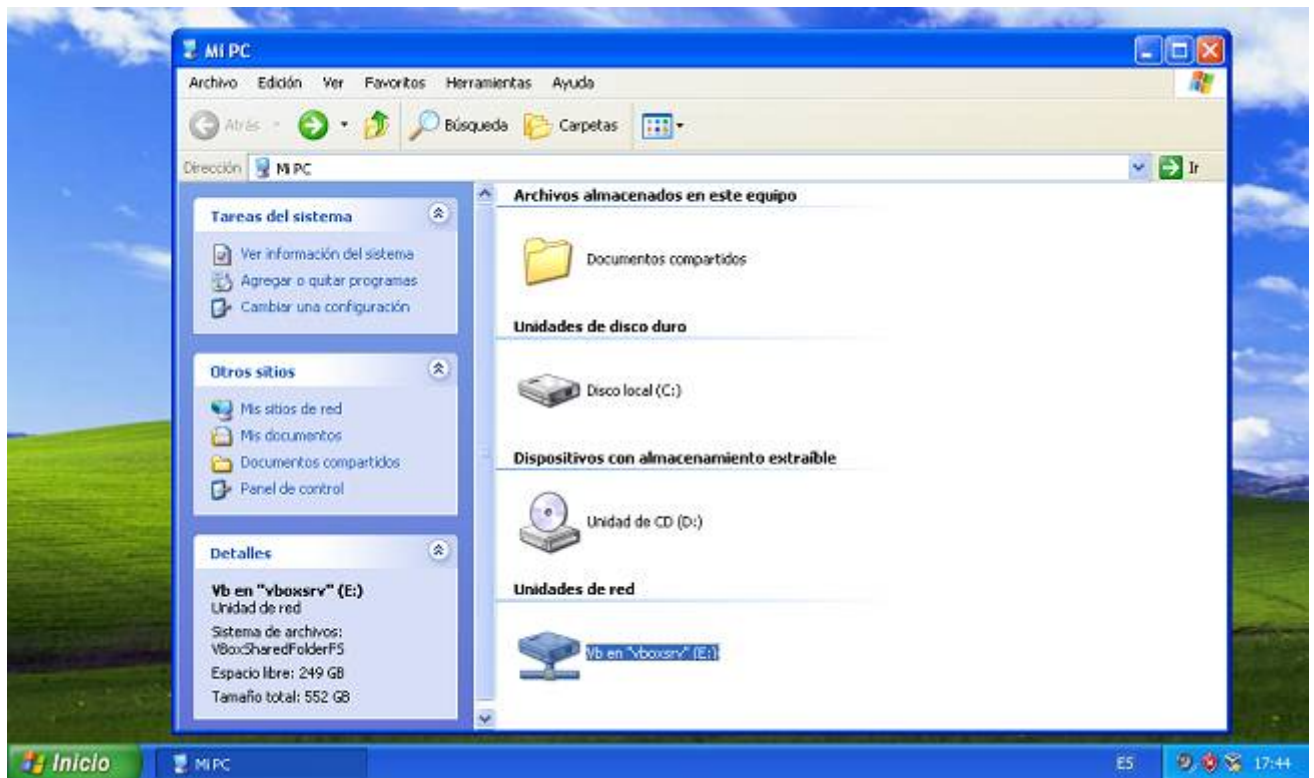 Mi PC
Archivo Edición Ver Favoritos Herramientas Ayuda
Atrás Búsqueda Carpetas
Dirección Mi PC Ir
Tareas del sistema
Ver información del sistema
Agregar o quitar programas
Cambiar una configuración
Otros sitios
Mis sitios de red
Mis documentos
Documentos compartidos
Panel de control
Detalles
Vb en "vboxsrv" (E:)
Unidad de red
Sistema de archivos:
VBoxSharedFolderFS
Espacio libre: 249 GB
Tamaño total: 552 GB
Archivos almacenados en este equipo
Documentos compartidos
Unidades de disco duro
Disco local (C:)
Dispositivos con almacenamiento extraíble
Unidad de CD (D:)
Unidades de red
Vb en "vboxsrv" (E:)
Inicio Mi PC ES 17:44